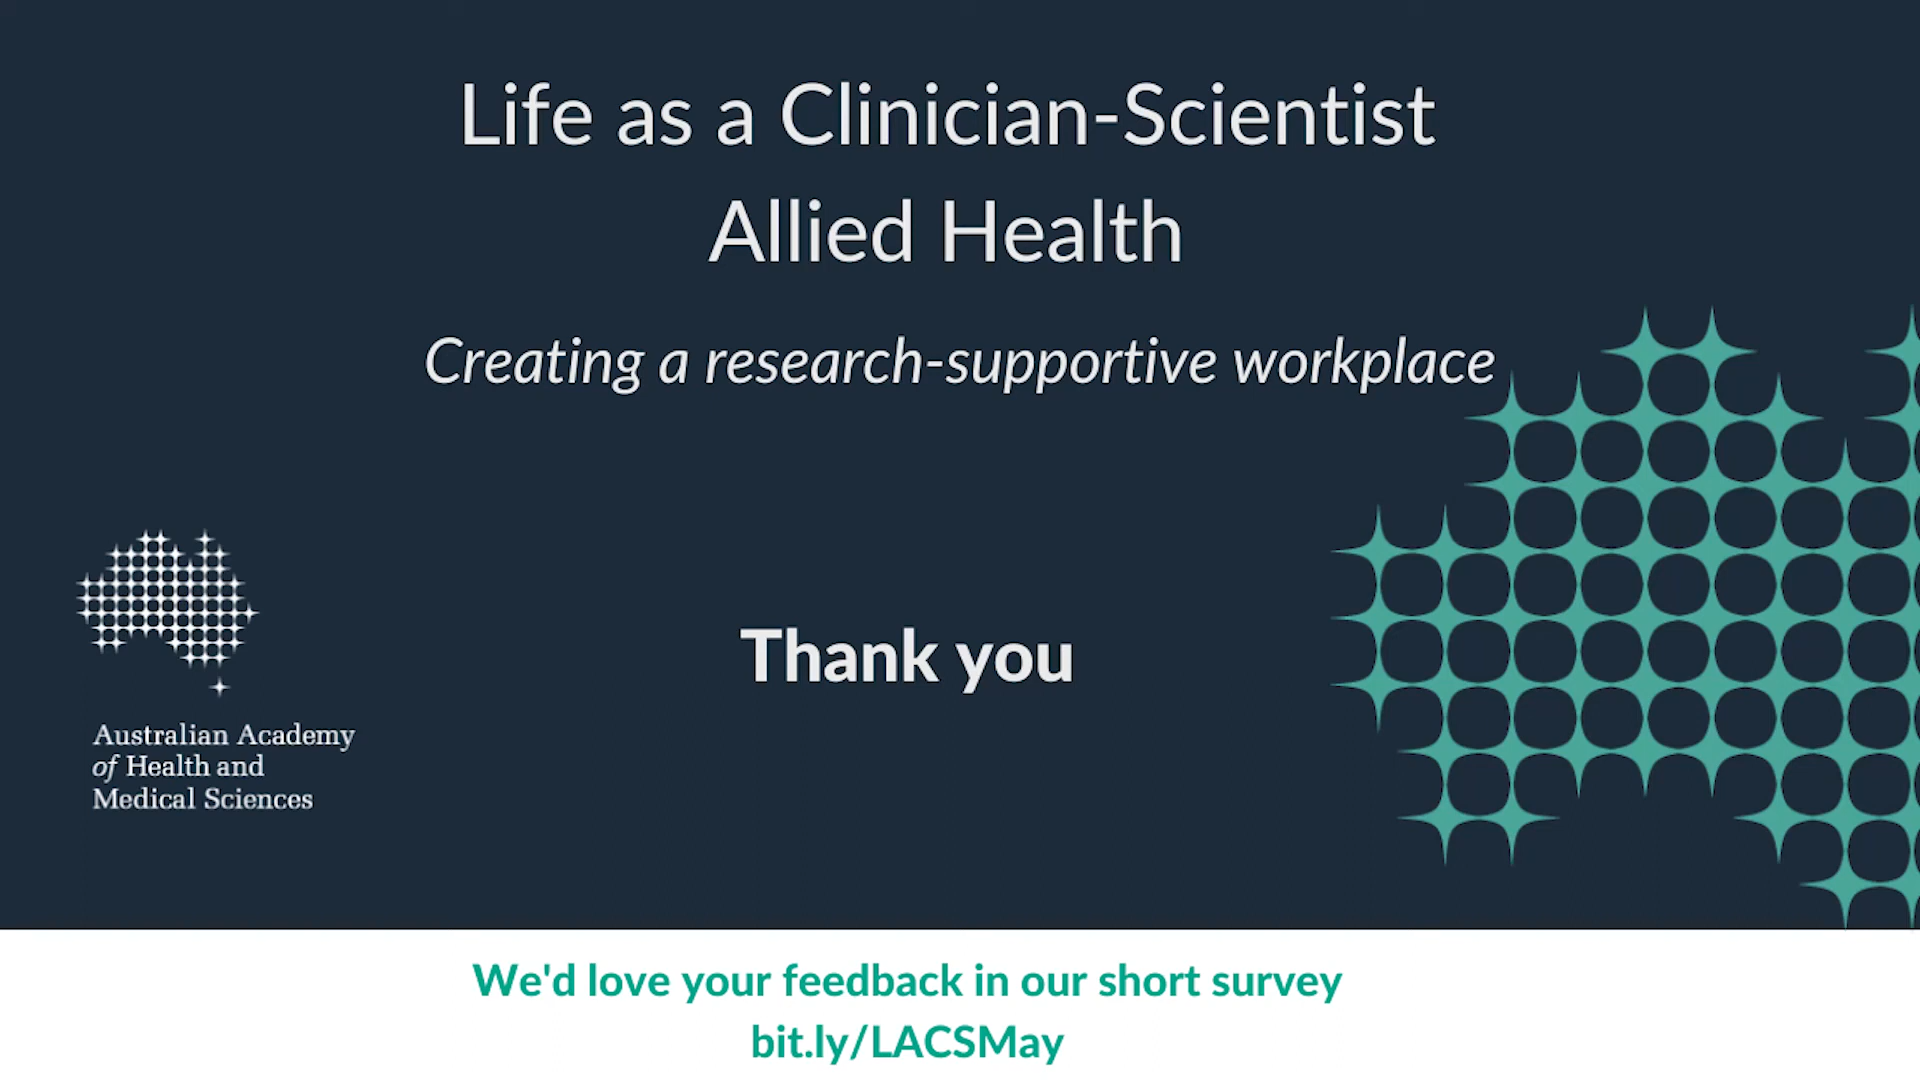 Life as a Clinician-Scientist
Allied Health
Creating a research-supportive workplace
Thank you
Australian Academy
of Health and
Medical Sciences
We'd love your feedback in our short survey
bit.ly/LACSMay